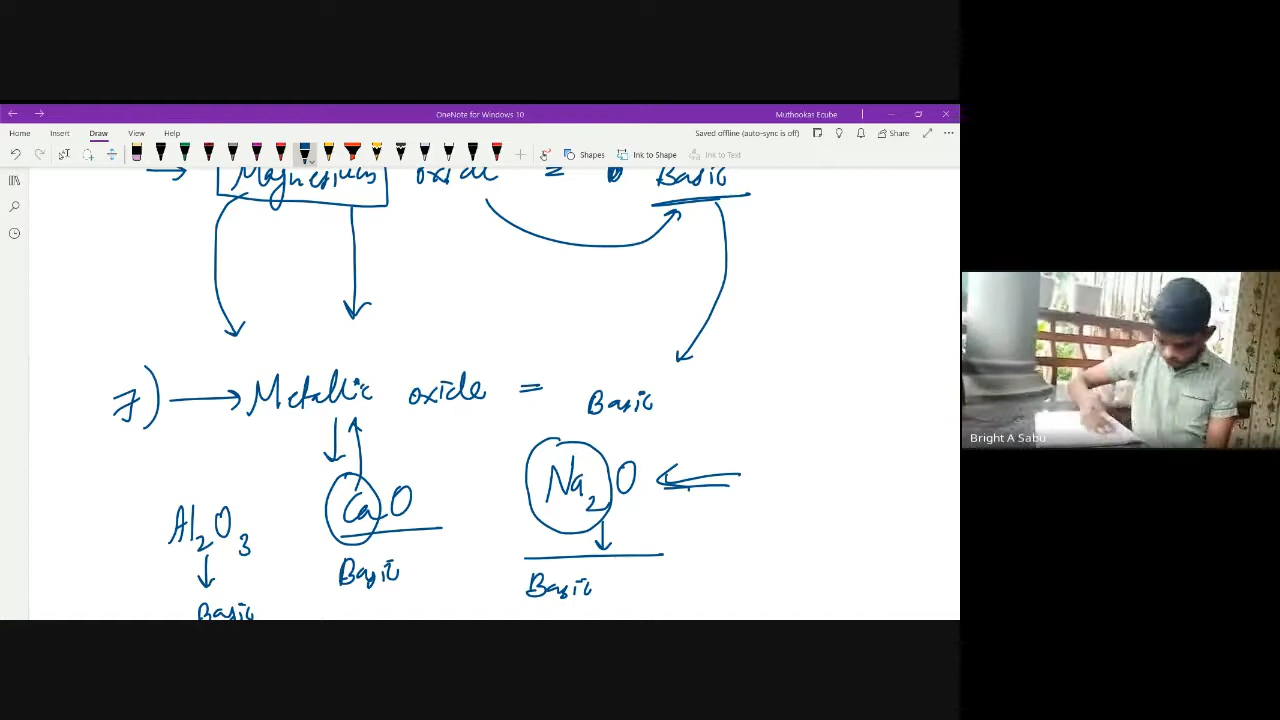 OneNote for Windows 10
Muthookas Ecube
Home Insert Draw View Help
Saved offline (auto-sync is off)
Share
Shapes
Ink to Shape
Ink to Text
→ Magnesium oxide = Basic
7) → Metallic oxide = Basic
Al2O3
CaO
Na2O
Basic
Basic
Basic
Bright A Sabu